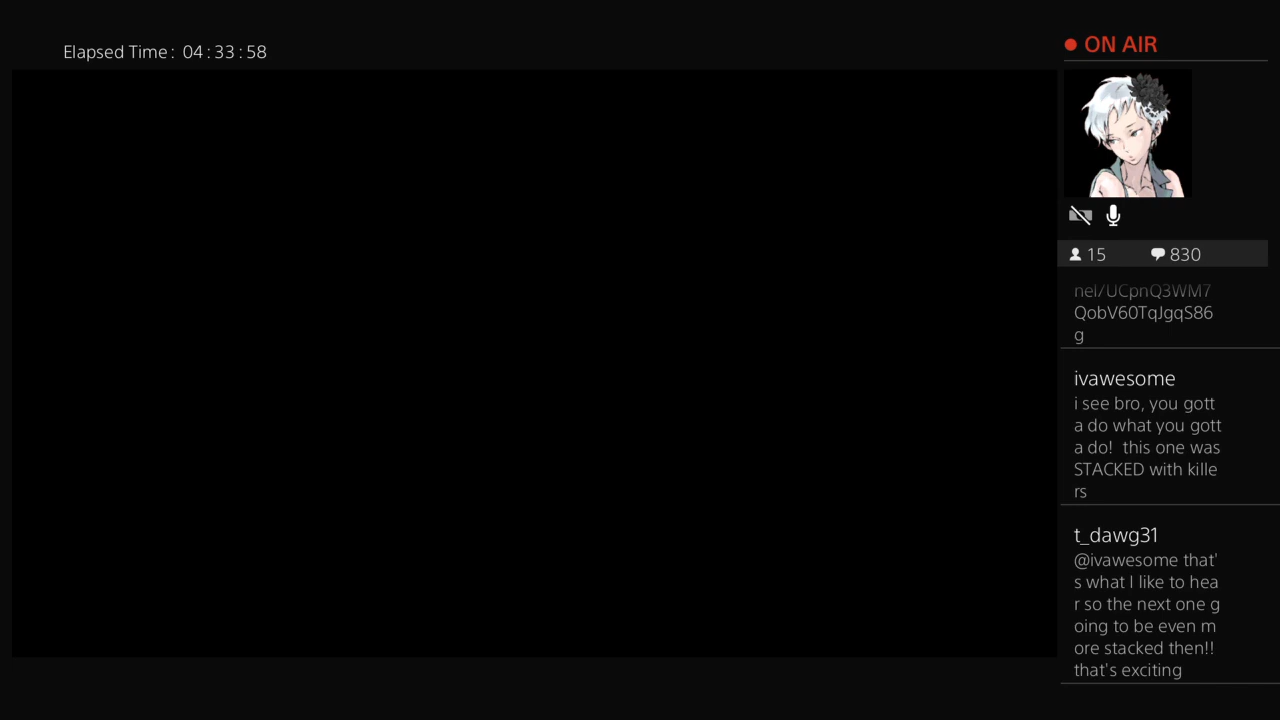 Elapsed Time: 04:33:58
ON AIR
15 830
nel/UCpnQ3WM7
QobV60TqJgqS86
g
ivawesome
i see bro, you gott
a do what you gott
a do!  this one was
STACKED with kille
rs
t_dawg31
@ivawesome that'
s what I like to hea
r so the next one g
oing to be even m
ore stacked then!!
that's exciting